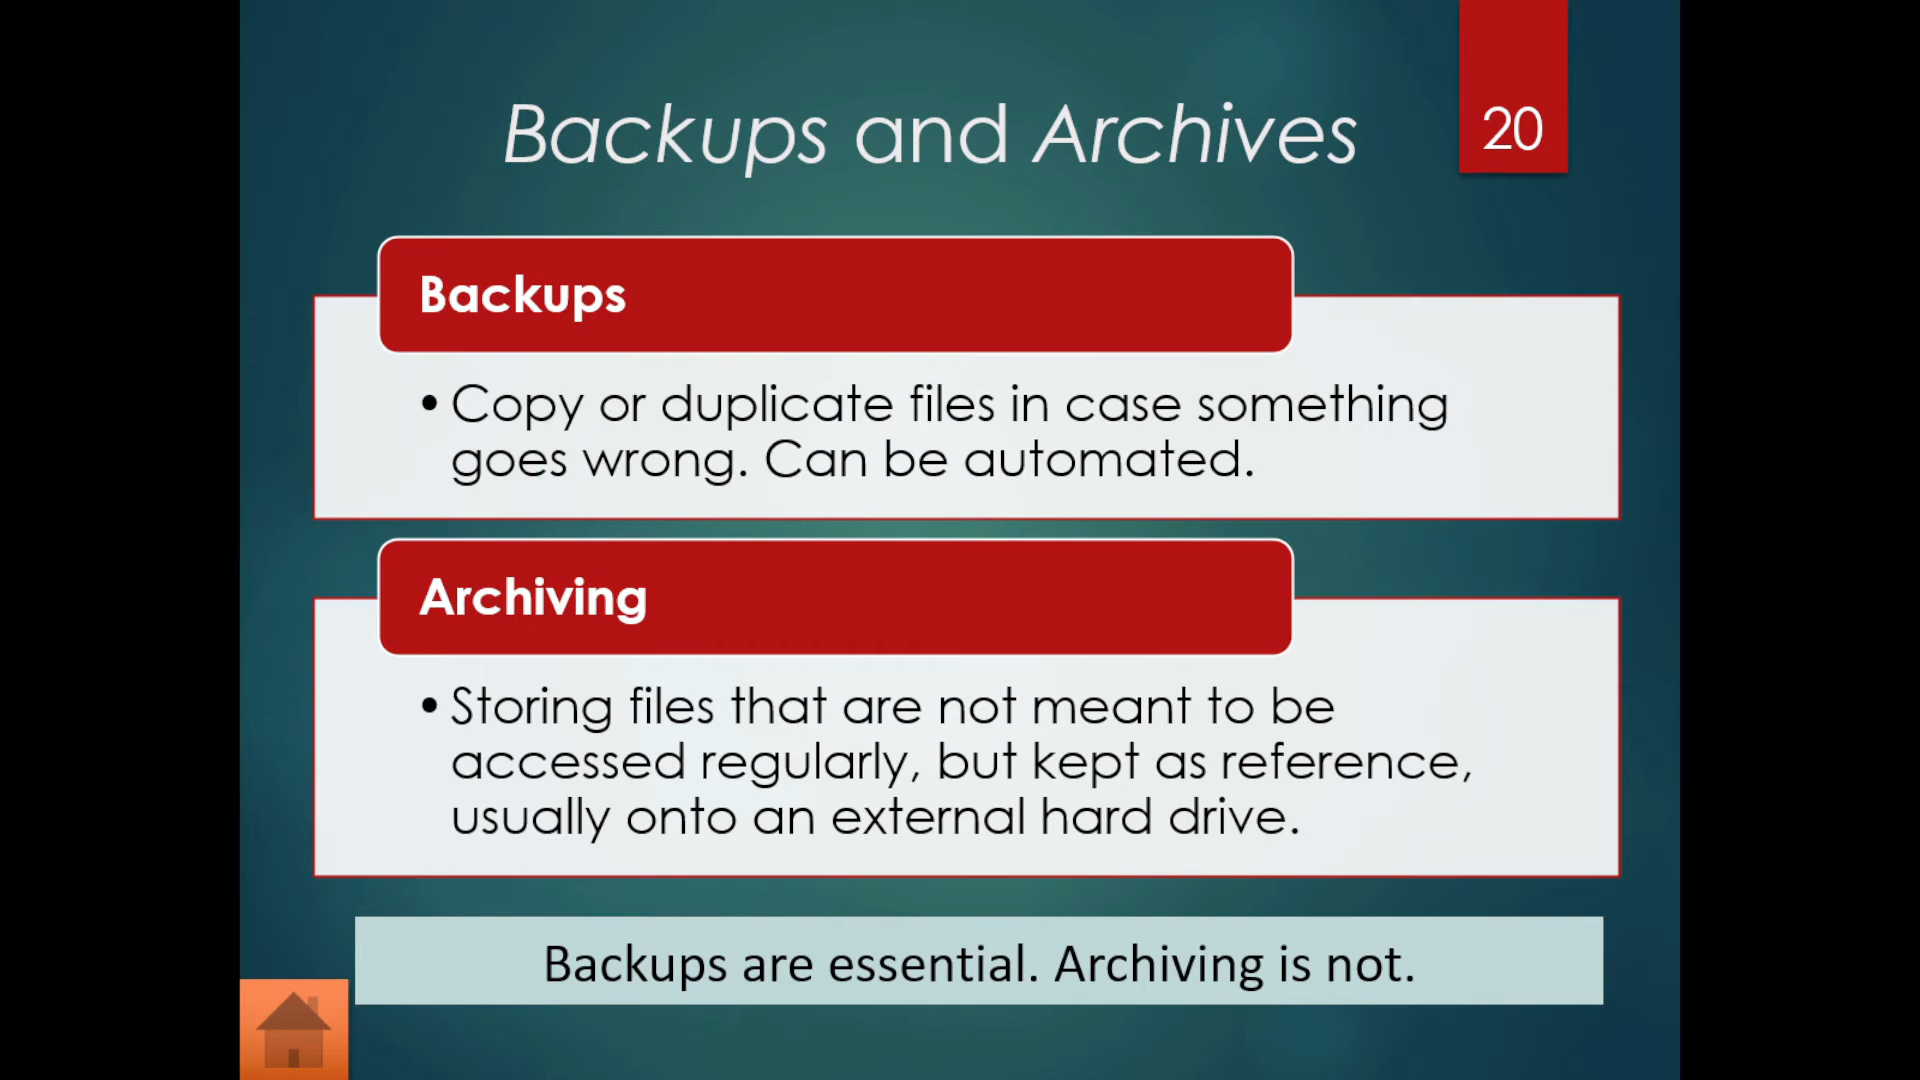 Backups and Archives
20
Backups
• Copy or duplicate files in case something
goes wrong. Can be automated.
Archiving
• Storing files that are not meant to be
accessed regularly, but kept as reference,
usually onto an external hard drive.
Backups are essential. Archiving is not.